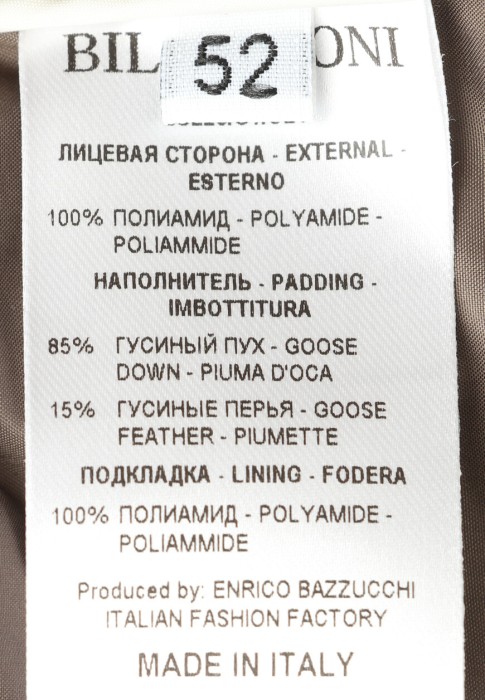 52
ЛИЦЕВАЯ СТОРОНА - EXTERNAL -
ESTERNO
100% ПОЛИАМИД - POLYAMIDE -
POLIAMMIDE
НАПОЛНИТЕЛЬ - PADDING -
IMBOTTITURA
85% ГУСИНЫЙ ПУХ - GOOSE
DOWN - PIUMA D'OCA
15% ГУСИНЫЕ ПЕРЬЯ - GOOSE
FEATHER - PIUMETTE
ПОДКЛАДКА - LINING - FODERA
100% ПОЛИАМИД - POLYAMIDE -
POLIAMMIDE
Produced by: ENRICO BAZZUCCHI
ITALIAN FASHION FACTORY
MADE IN ITALY